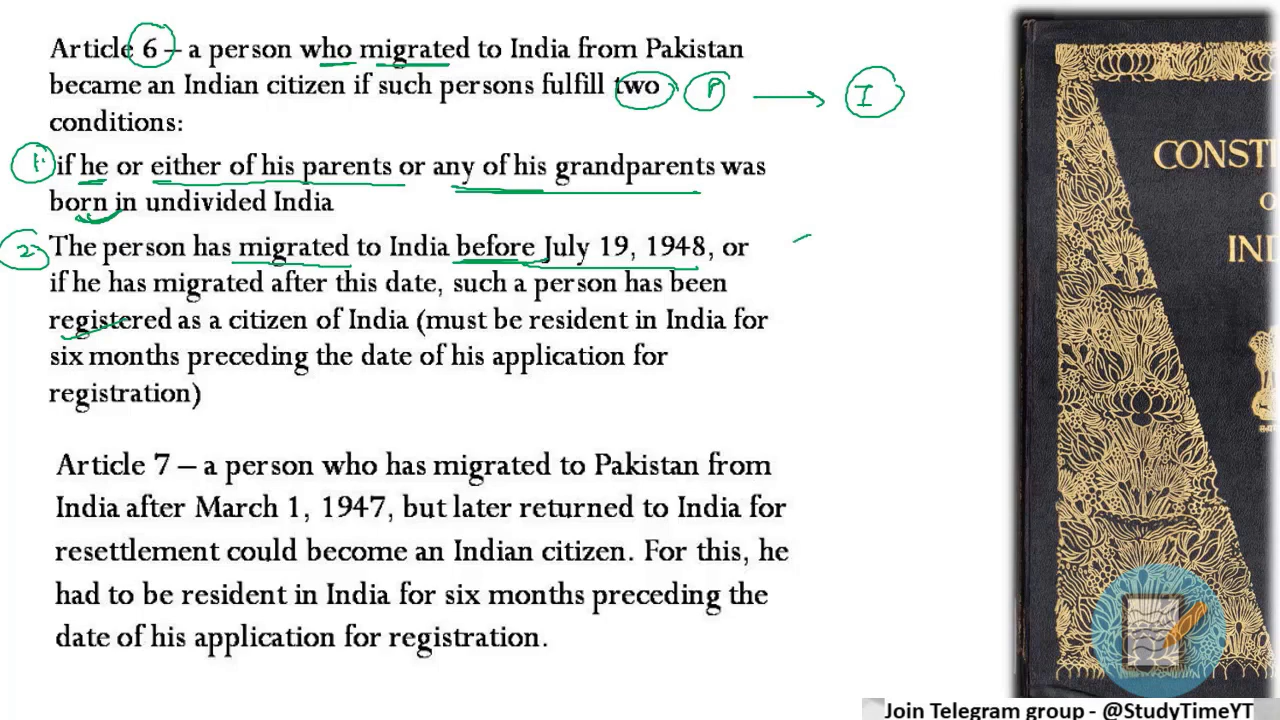 Article 6 – a person who migrated to India from Pakistan
became an Indian citizen if such persons fulfill two
conditions:
P → I
1. if he or either of his parents or any of his grandparents was
born in undivided India
2. The person has migrated to India before July 19, 1948, or
if he has migrated after this date, such a person has been
registered as a citizen of India (must be resident in India for
six months preceding the date of his application for
registration)
Article 7 – a person who has migrated to Pakistan from
India after March 1, 1947, but later returned to India for
resettlement could become an Indian citizen. For this, he
had to be resident in India for six months preceding the
date of his application for registration.
CONSTI
O
IND
Join Telegram group - @StudyTimeYT